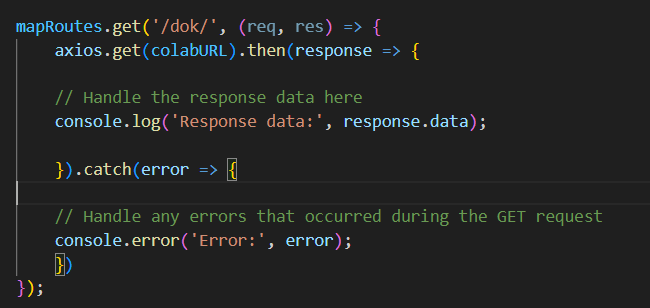 mapRoutes.get('/dok/', (req, res) => {
    axios.get(colabURL).then(response => {
    // Handle the response data here
    console.log('Response data:', response.data);
    }).catch(error => {
    // Handle any errors that occurred during the GET request
    console.error('Error:', error);
    })
});